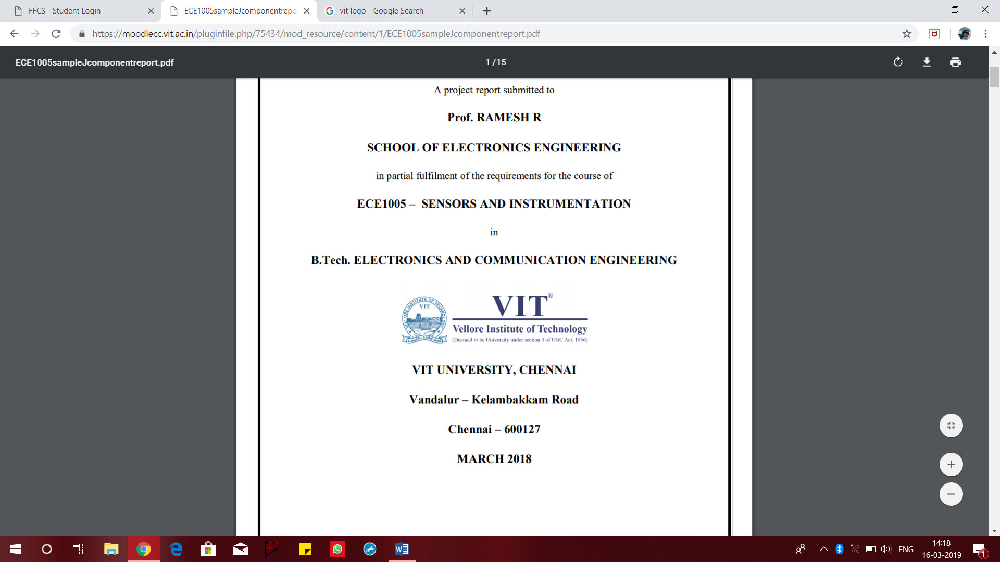 FFCS - Student Login
ECE1005sampleJcomponentrepo
vit logo - Google Search
https://moodlecc.vit.ac.in/pluginfile.php/75434/mod_resource/content/1/ECE1005sampleJcomponentreport.pdf
ECE1005sampleJcomponentreport.pdf
1 / 15
A project report submitted to
Prof. RAMESH R
SCHOOL OF ELECTRONICS ENGINEERING
in partial fulfilment of the requirements for the course of
ECE1005 – SENSORS AND INSTRUMENTATION
in
B.Tech. ELECTRONICS AND COMMUNICATION ENGINEERING
VELLORE INSTITUTE OF TECHNOLOGY
VIT
VIT®
Vellore Institute of Technology
(Deemed to be University under section 3 of UGC Act, 1956)
VIT UNIVERSITY, CHENNAI
Vandalur – Kelambakkam Road
Chennai – 600127
MARCH 2018
ENG
14:18
16-03-2019
1